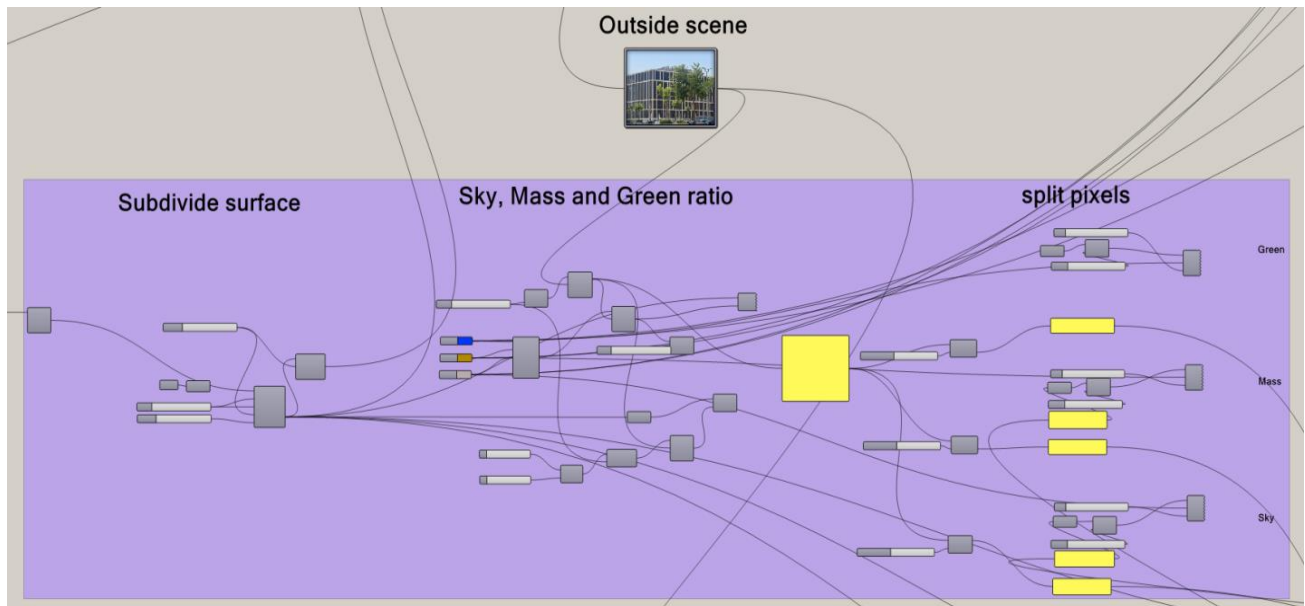 Outside scene
Subdivide surface
Sky, Mass and Green ratio
split pixels
Green
Mass
Sky